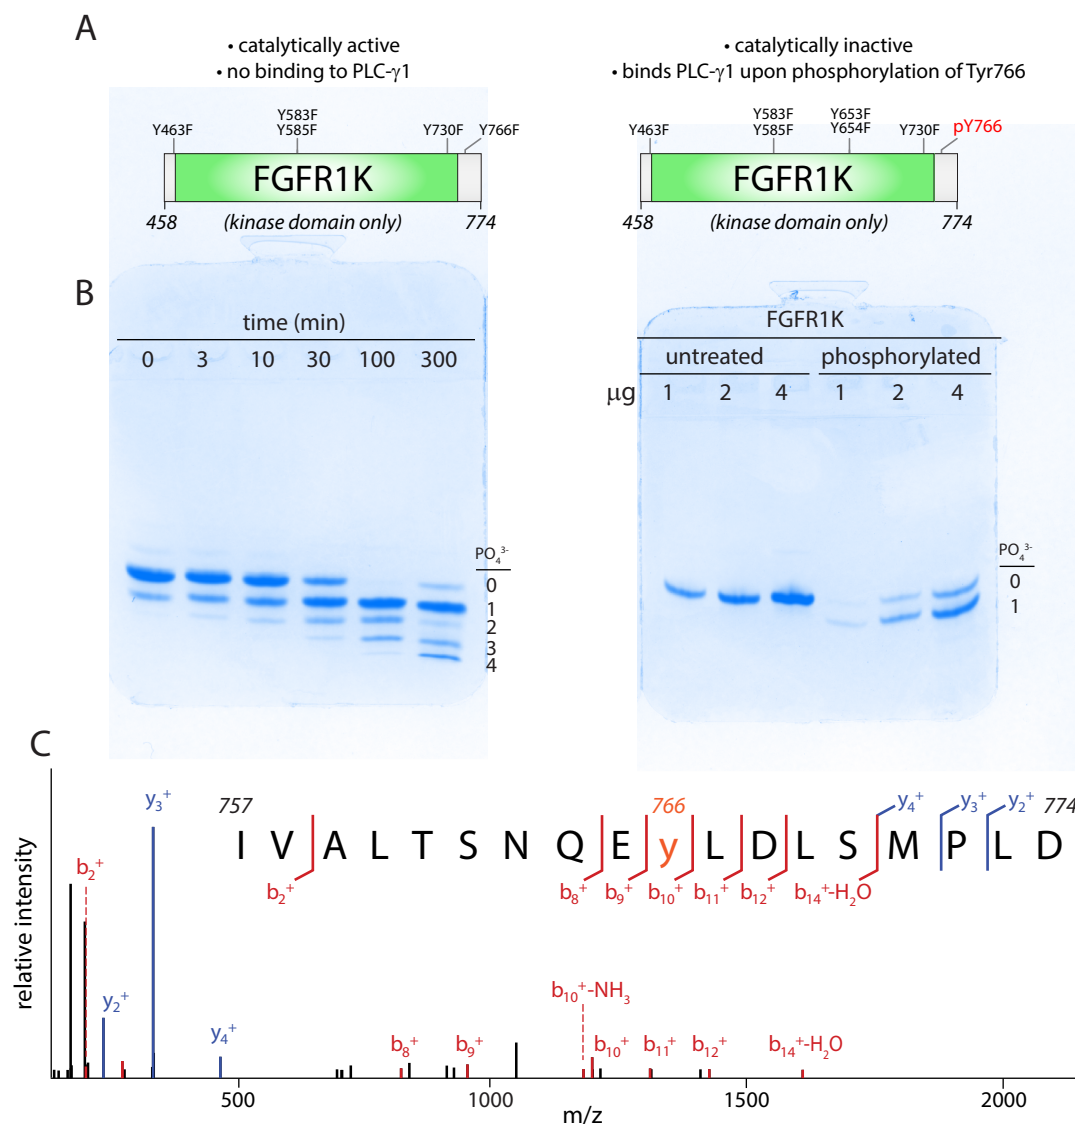 A
• catalytically active
• no binding to PLC-γ1
• catalytically inactive
• binds PLC-γ1 upon phosphorylation of Tyr766
Y463F
Y583F
Y585F
Y730F
Y766F
FGFR1K
458
(kinase domain only)
774
Y463F
Y583F
Y585F
Y653F
Y654F
Y730F
pY766
FGFR1K
458
(kinase domain only)
774
B
time (min)
0 3 10 30 100 300
PO₄³⁻
0
1
2
3
4
FGFR1K
untreated phosphorylated
μg 1 2 4 1 2 4
PO₄³⁻
0
1
C
757 766 774
I V A L T S N Q E y L D L S M P L D
y₄⁺ y₃⁺ y₂⁺
b₂⁺ b₈⁺ b₉⁺ b₁₀⁺ b₁₁⁺ b₁₂⁺ b₁₄⁺-H₂O
relative intensity
b₂⁺
y₂⁺
y₃⁺
y₄⁺
b₈⁺
b₉⁺
b₁₀⁺-NH₃
b₁₀⁺
b₁₁⁺
b₁₂⁺
b₁₄⁺-H₂O
500 1000 1500 2000
m/z